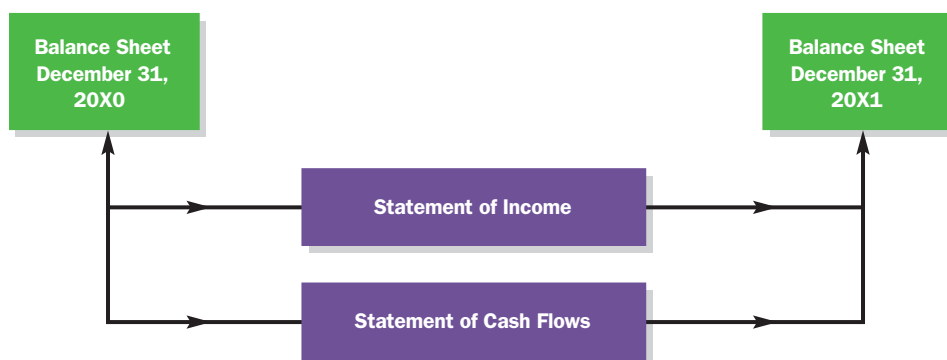 Balance Sheet
December 31,
20X0
Balance Sheet
December 31,
20X1
Statement of Income
Statement of Cash Flows